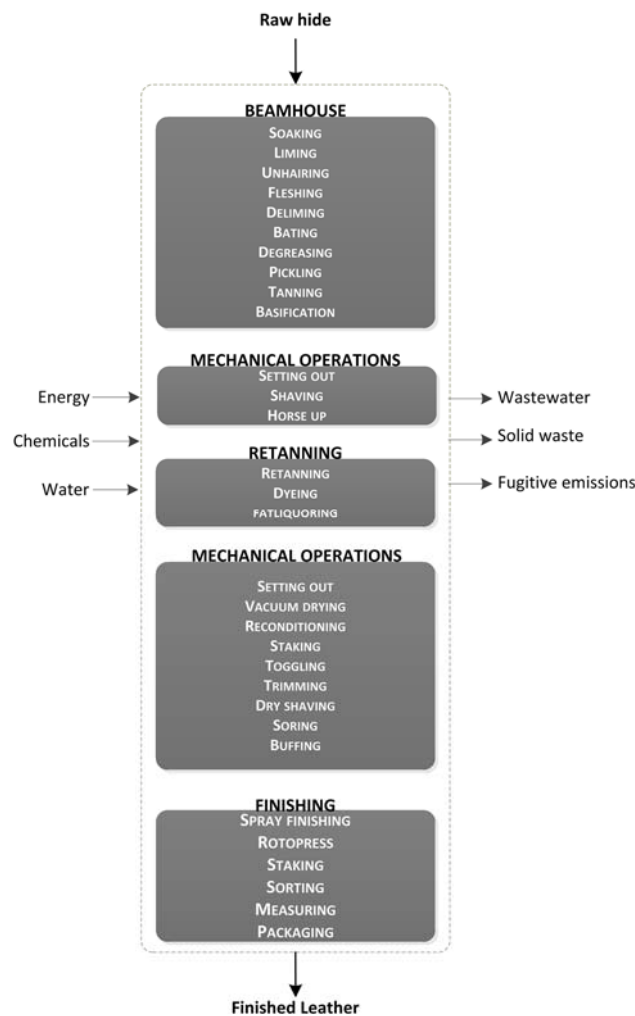 Raw hide
BEAMHOUSE
SOAKING
LIMING
UNHAIRING
FLESHING
DELIMING
BATING
DEGREASING
PICKLING
TANNING
BASIFICATION
MECHANICAL OPERATIONS
SETTING OUT
SHAVING
HORSE UP
Energy
Chemicals
Water
Wastewater
Solid waste
Fugitive emissions
RETANNING
RETANNING
DYEING
FATLIQUORING
MECHANICAL OPERATIONS
SETTING OUT
VACUUM DRYING
RECONDITIONING
STAKING
TOGGLING
TRIMMING
DRY SHAVING
SORING
BUFFING
FINISHING
SPRAY FINISHING
ROTOPRESS
STAKING
SORTING
MEASURING
PACKAGING
Finished Leather